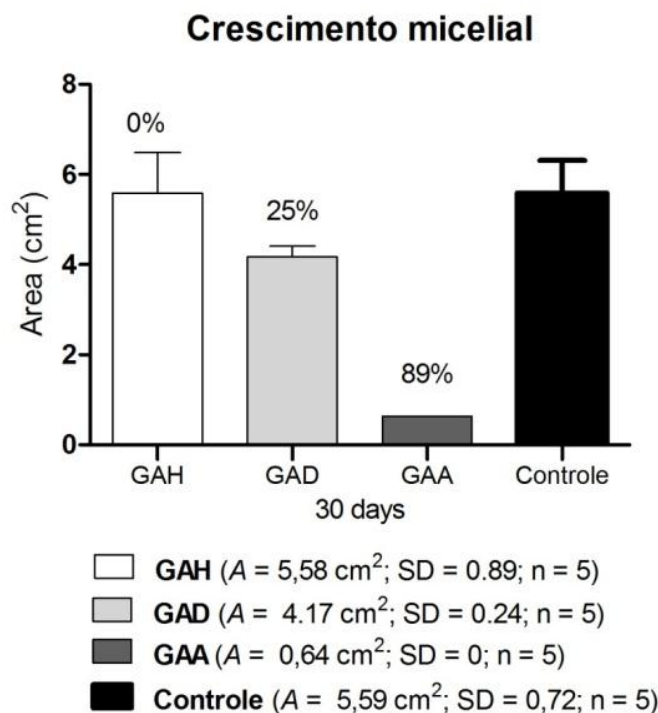 Crescimento micelial
8
6
4
2
0
Area (cm²)
0%
25%
89%
GAH GAD GAA Controle
30 days
GAH (A = 5,58 cm²; SD = 0.89; n = 5)
GAD (A = 4.17 cm²; SD = 0.24; n = 5)
GAA (A = 0,64 cm²; SD = 0; n = 5)
Controle (A = 5,59 cm²; SD = 0,72; n = 5)